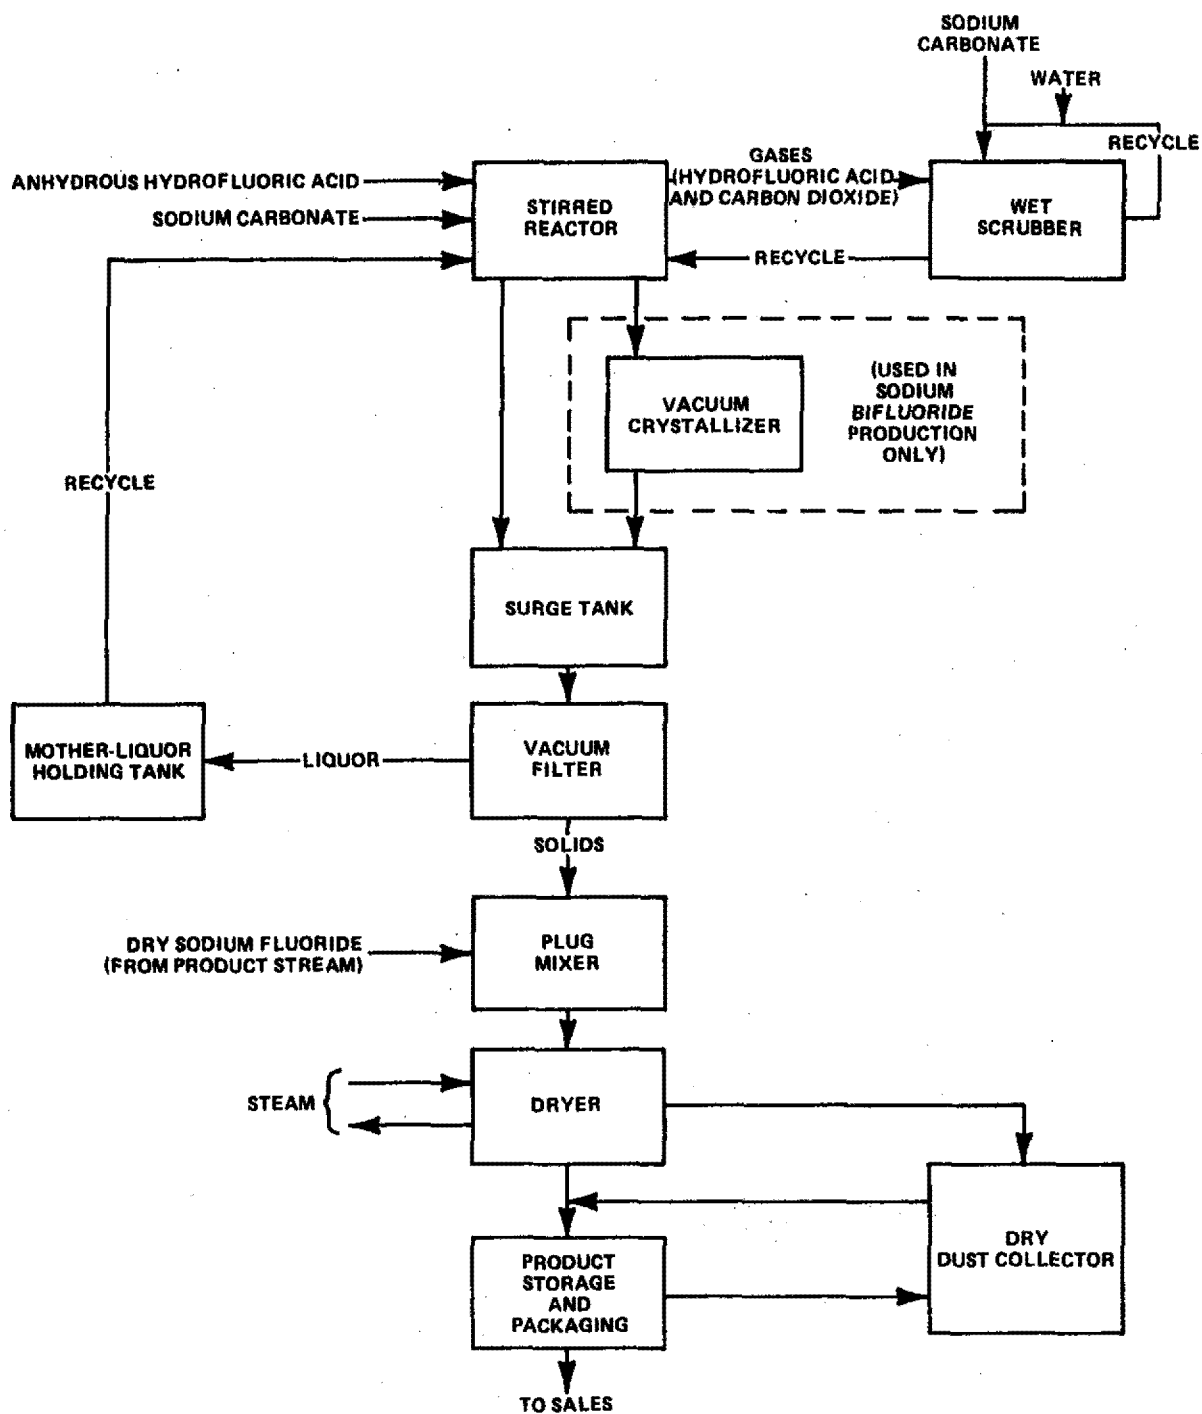 SODIUM
CARBONATE
WATER
RECYCLE
ANHYDROUS HYDROFLUORIC ACID
SODIUM CARBONATE
STIRRED
REACTOR
GASES
(HYDROFLUORIC ACID
AND CARBON DIOXIDE)
WET
SCRUBBER
RECYCLE
VACUUM
CRYSTALLIZER
(USED IN
SODIUM
BIFLUORIDE
PRODUCTION
ONLY)
RECYCLE
SURGE TANK
MOTHER-LIQUOR
HOLDING TANK
LIQUOR
VACUUM
FILTER
SOLIDS
DRY SODIUM FLUORIDE
(FROM PRODUCT STREAM)
PLUG
MIXER
STEAM {
DRYER
DRY
DUST COLLECTOR
PRODUCT
STORAGE
AND
PACKAGING
TO SALES